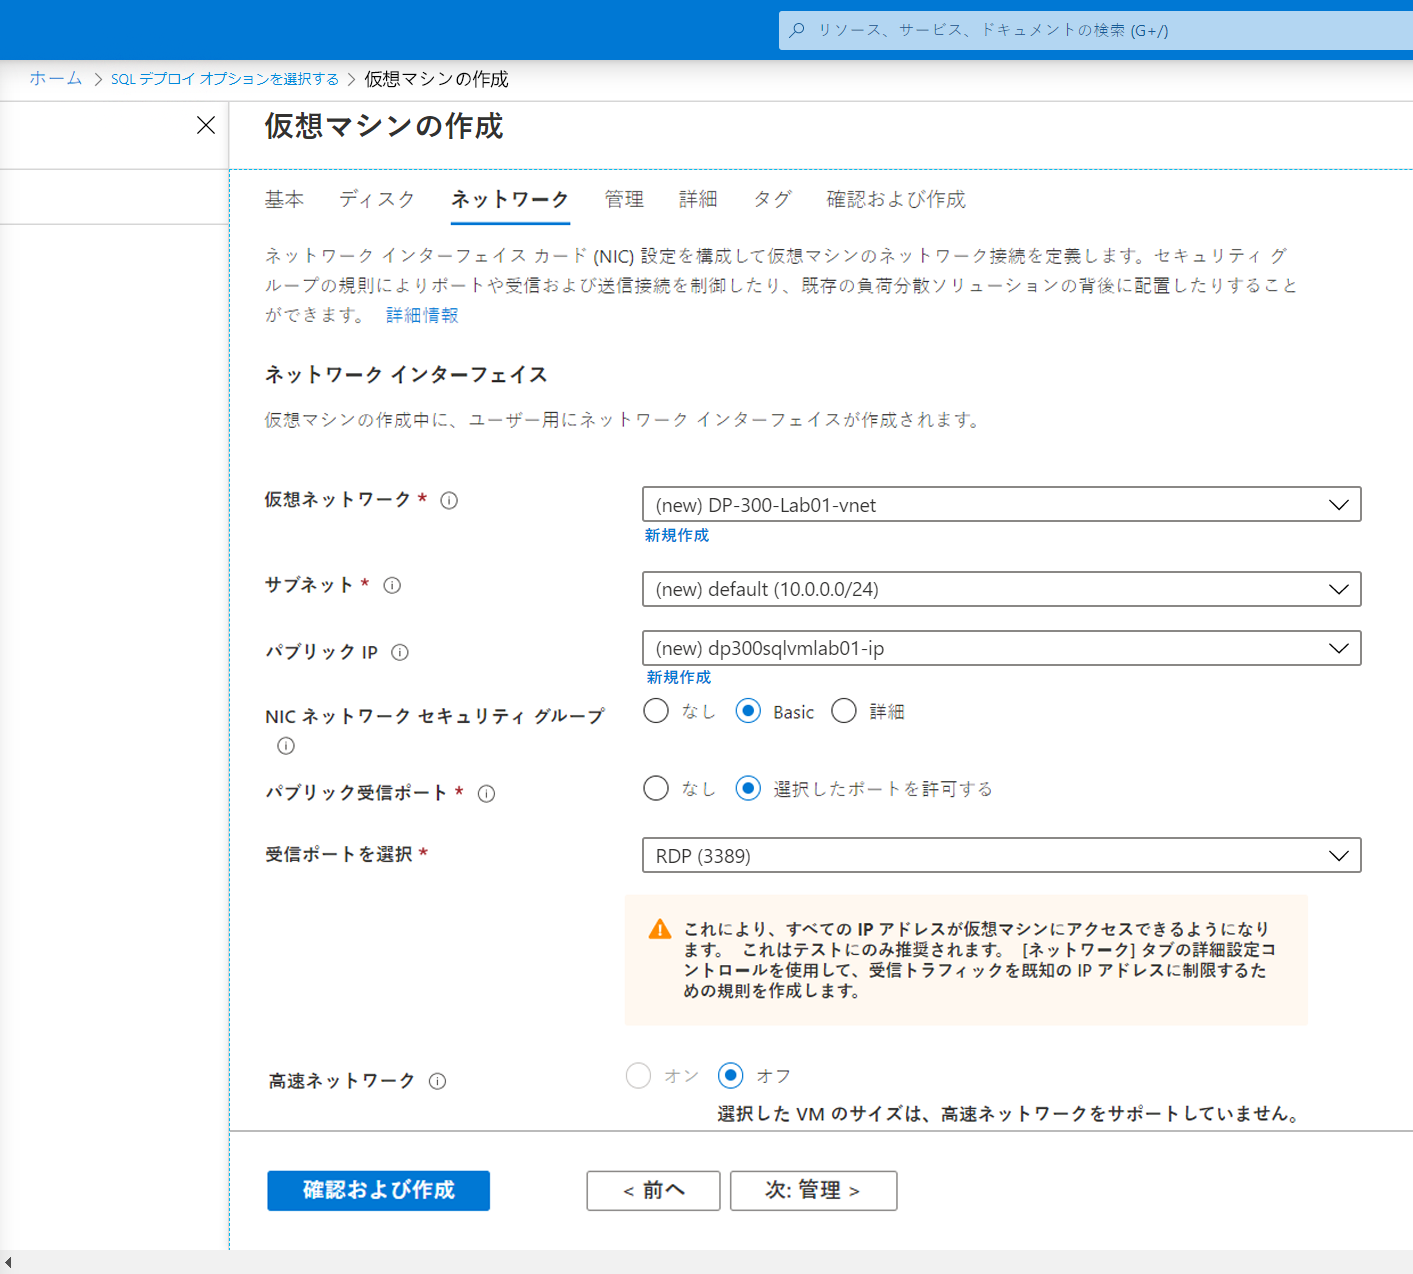 リソース、サービス、ドキュメントの検索 (G+/)
ホーム > SQL デプロイ オプションを選択する > 仮想マシンの作成
仮想マシンの作成
基本 ディスク ネットワーク 管理 詳細 タグ 確認および作成
ネットワーク インターフェイス カード (NIC) 設定を構成して仮想マシンのネットワーク接続を定義します。セキュリティ グ
ループの規則によりポートや受信および送信接続を制御したり、既存の負荷分散ソリューションの背後に配置したりすること
ができます。 詳細情報
ネットワーク インターフェイス
仮想マシンの作成中に、ユーザー用にネットワーク インターフェイスが作成されます。
仮想ネットワーク *
(new) DP-300-Lab01-vnet
新規作成
サブネット *
(new) default (10.0.0.0/24)
パブリック IP
(new) dp300sqlvmlab01-ip
新規作成
NIC ネットワーク セキュリティ グループ
なし Basic 詳細
パブリック受信ポート *
なし 選択したポートを許可する
受信ポートを選択 *
RDP (3389)
これにより、すべての IP アドレスが仮想マシンにアクセスできるようになり
ます。 これはテストにのみ推奨されます。 [ネットワーク] タブの詳細設定コ
ントロールを使用して、受信トラフィックを既知の IP アドレスに制限するた
めの規則を作成します。
高速ネットワーク
オン オフ
選択した VM のサイズは、高速ネットワークをサポートしていません。
確認および作成
< 前へ
次: 管理 >